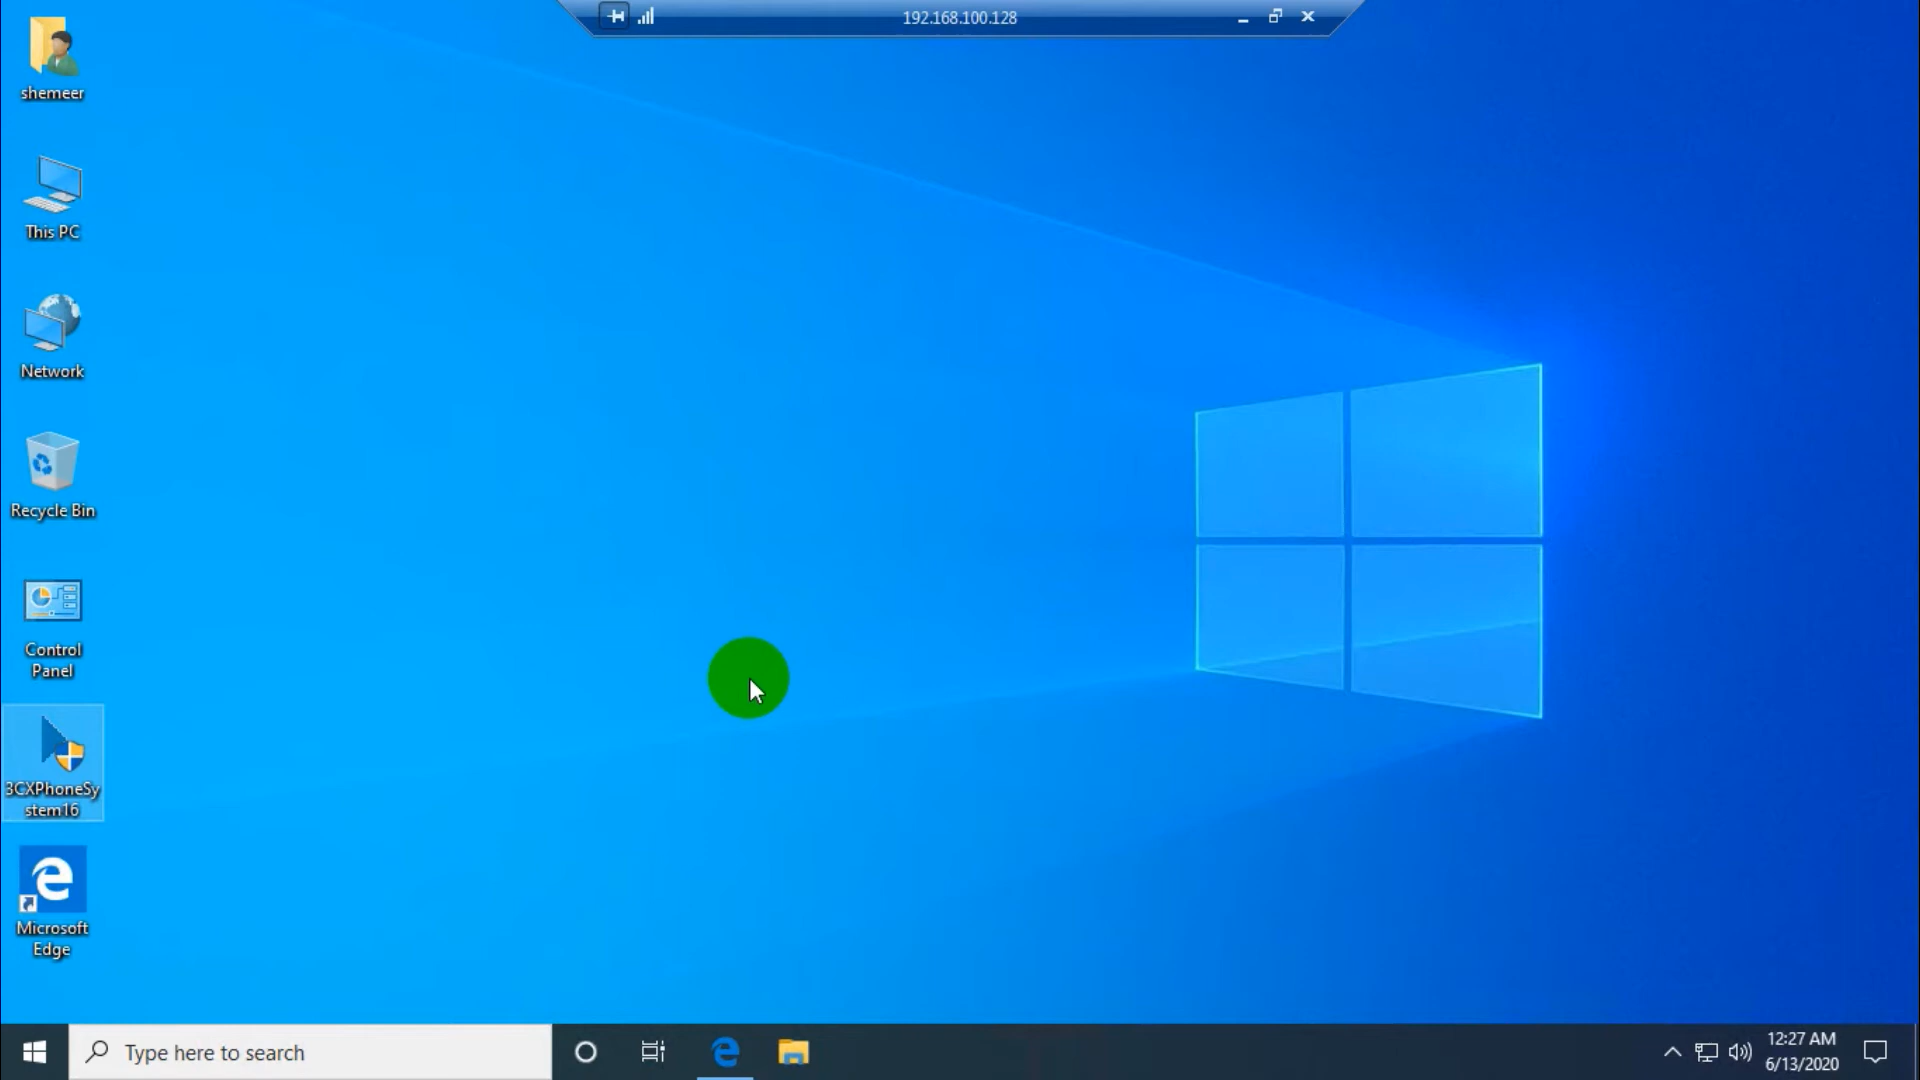 192.168.100.128
shemeer
This PC
Network
Recycle Bin
Control
Panel
3CXPhoneSy
stem16
Microsoft
Edge
Type here to search
12:27 AM
6/13/2020